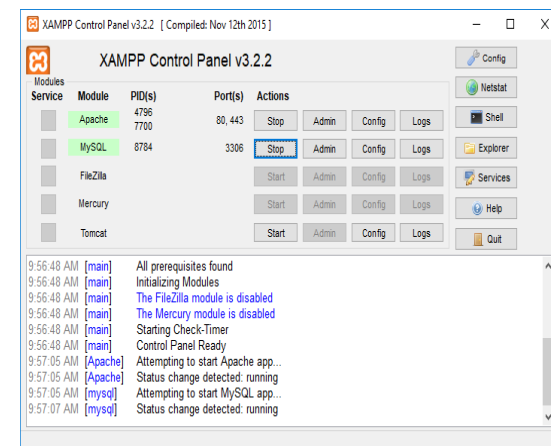 XAMPP Control Panel v3.2.2 [ Compiled: Nov 12th 2015 ]
XAMPP Control Panel v3.2.2
Config
Modules
Service Module PID(s) Port(s) Actions
Netstat
Apache 4796 7700 80, 443 Stop Admin Config Logs
Shell
MySQL 8784 3306 Stop Admin Config Logs
Explorer
FileZilla Start Admin Config Logs
Services
Mercury Start Admin Config Logs
Help
Tomcat Start Admin Config Logs
Quit
9:56:48 AM [main] All prerequisites found
9:56:48 AM [main] Initializing Modules
9:56:48 AM [main] The FileZilla module is disabled
9:56:48 AM [main] The Mercury module is disabled
9:56:48 AM [main] Starting Check-Timer
9:56:48 AM [main] Control Panel Ready
9:57:05 AM [Apache] Attempting to start Apache app...
9:57:05 AM [Apache] Status change detected: running
9:57:05 AM [mysql] Attempting to start MySQL app...
9:57:07 AM [mysql] Status change detected: running